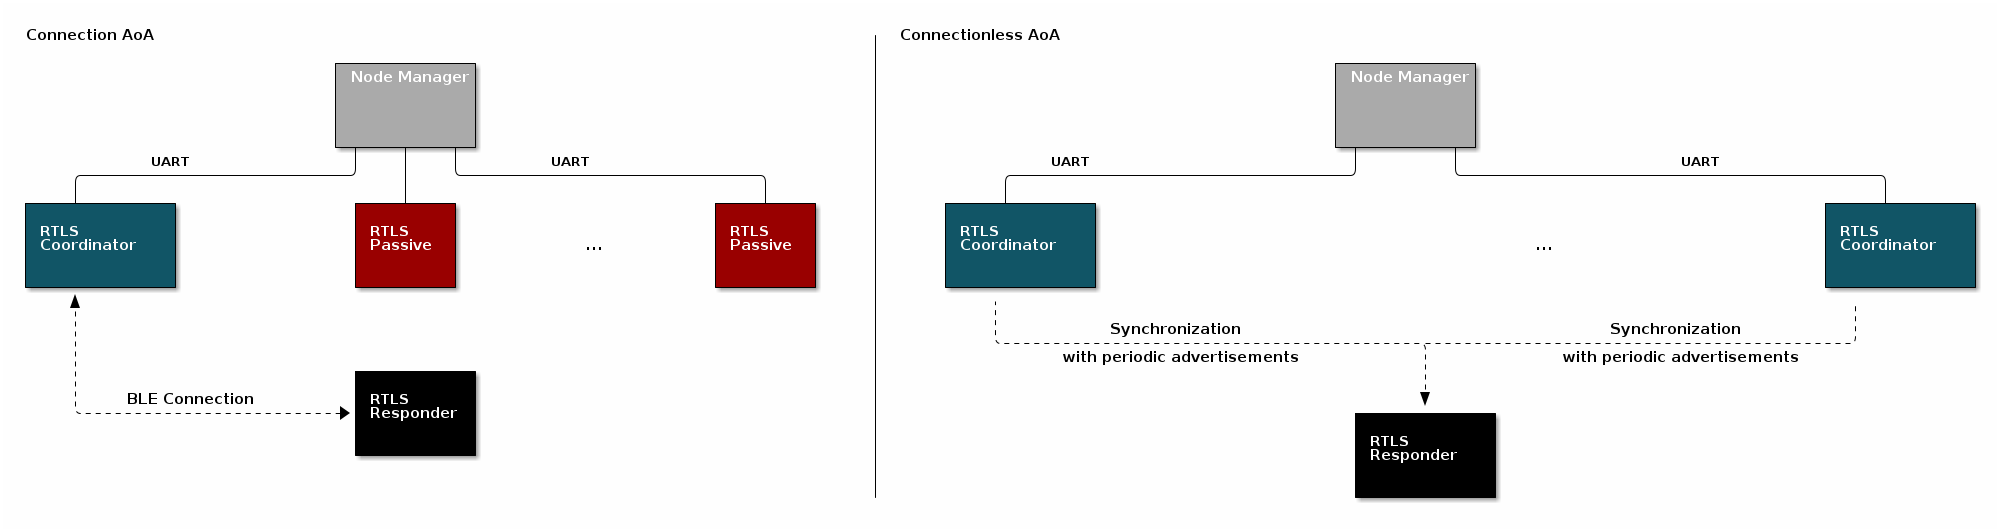 Connection AoA
Node Manager
UART
UART
RTLS
Coordinator
RTLS
Passive
...
RTLS
Passive
BLE Connection
RTLS
Responder
Connectionless AoA
Node Manager
UART
UART
RTLS
Coordinator
...
RTLS
Coordinator
Synchronization
with periodic advertisements
Synchronization
with periodic advertisements
RTLS
Responder